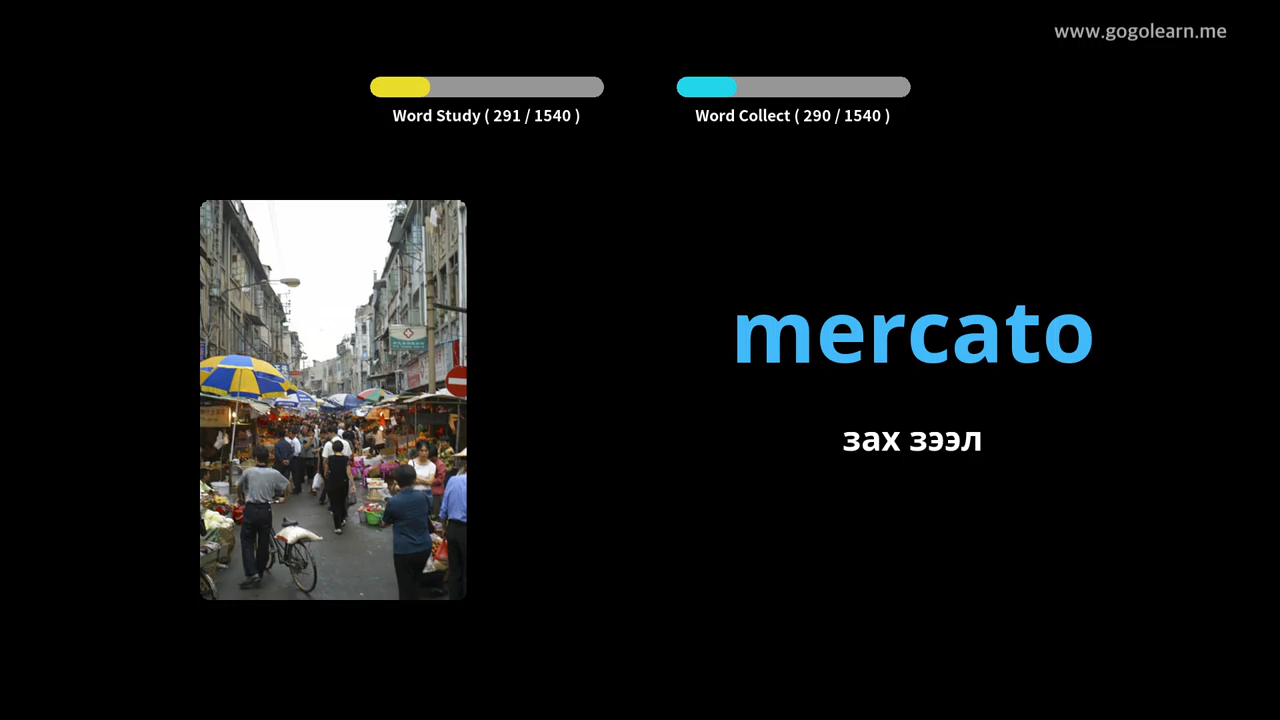 www.gogolearn.me
Word Study ( 291 / 1540 )
Word Collect ( 290 / 1540 )
mercato
зах зээл